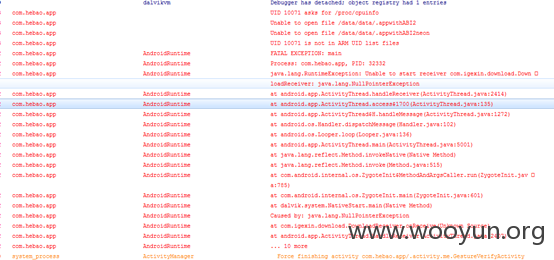 dalvikvm Debugger has detached; object registry had 1 entries
com.hebao.app UID 10071 asks for /proc/cpuinfo
com.hebao.app Unable to open file /data/data/.appwithABI2
com.hebao.app Unable to open file /data/data/.appwithABI2neon
com.hebao.app UID 10071 is not in ARM UID list files
com.hebao.app AndroidRuntime FATAL EXCEPTION: main
com.hebao.app AndroidRuntime Process: com.hebao.app, PID: 32332
com.hebao.app AndroidRuntime java.lang.RuntimeException: Unable to start receiver com.igexin.download.Down
loadReceiver: java.lang.NullPointerException
com.hebao.app AndroidRuntime at android.app.ActivityThread.handleReceiver(ActivityThread.java:2414)
com.hebao.app AndroidRuntime at android.app.ActivityThread.access$1700(ActivityThread.java:135)
com.hebao.app AndroidRuntime at android.app.ActivityThread$H.handleMessage(ActivityThread.java:1272)
com.hebao.app AndroidRuntime at android.os.Handler.dispatchMessage(Handler.java:102)
com.hebao.app AndroidRuntime at android.os.Looper.loop(Looper.java:136)
com.hebao.app AndroidRuntime at android.app.ActivityThread.main(ActivityThread.java:5001)
com.hebao.app AndroidRuntime at java.lang.reflect.Method.invokeNative(Native Method)
com.hebao.app AndroidRuntime at java.lang.reflect.Method.invoke(Method.java:515)
com.hebao.app AndroidRuntime at com.android.internal.os.ZygoteInit$MethodAndArgsCaller.run(ZygoteInit.jav
a:785)
com.hebao.app AndroidRuntime at com.android.internal.os.ZygoteInit.main(ZygoteInit.java:601)
com.hebao.app AndroidRuntime at dalvik.system.NativeStart.main(Native Method)
com.hebao.app AndroidRuntime Caused by: java.lang.NullPointerException
com.hebao.app AndroidRuntime at com.igexin.download.DownloadReceiver
com.hebao.app AndroidRuntime at android.app.ActivityThread
com.hebao.app AndroidRuntime ... 10 more
system_process ActivityManager Force finishing activity com.hebao.app/.activity.me.GestureVerifyActivity
www.wooyun.org